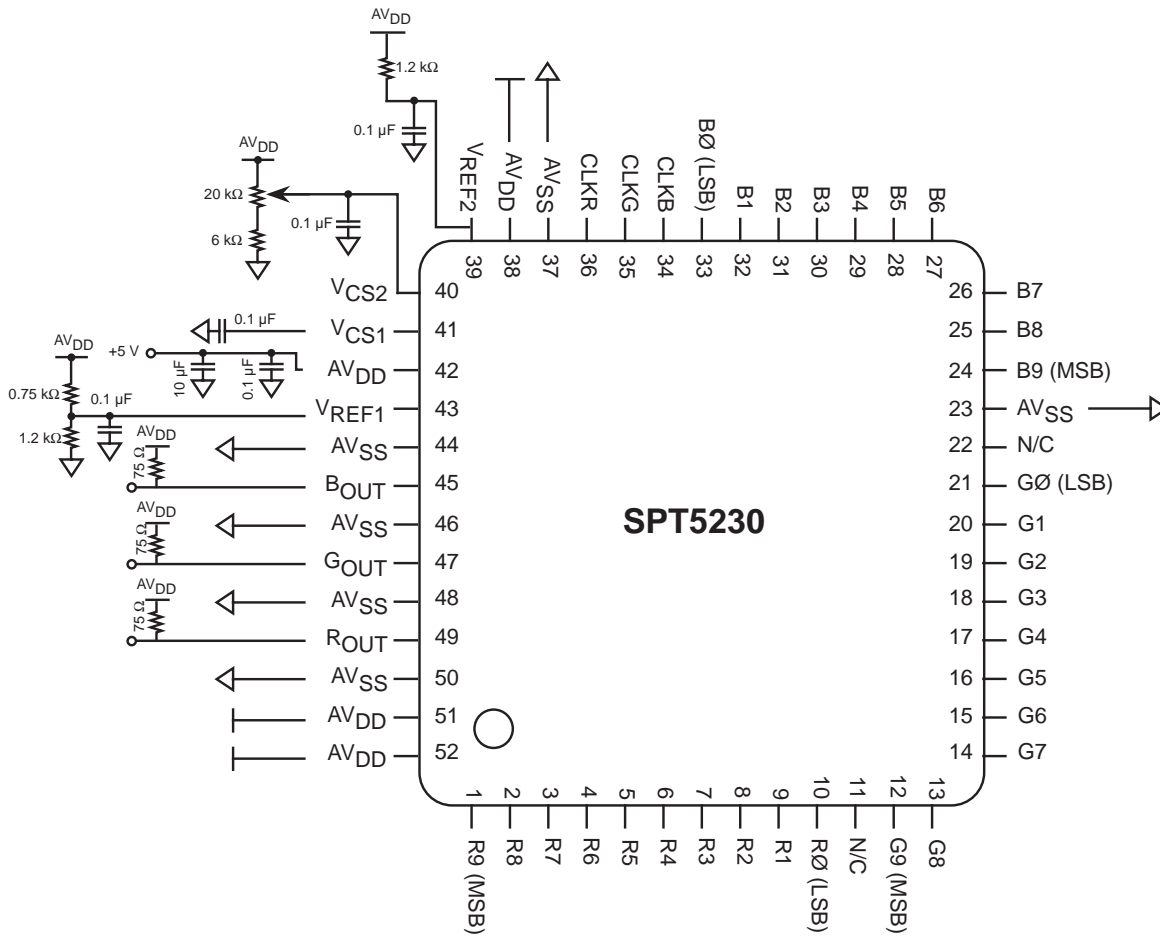 AVDD
1.2 kΩ
0.1 µF
AVDD
20 kΩ
0.1 µF
6 kΩ
VREF2
AVDD
AVSS
CLKR
CLKG
CLKB
BØ (LSB)
B1
B2
B3
B4
B5
B6
39
38
37
36
35
34
33
32
31
30
29
28
27
VCS2 40
VCS1 41
0.1 µF
+5 V
10 µF
0.1 µF
AVDD 42
AVDD
0.75 kΩ
0.1 µF
1.2 kΩ
VREF1 43
AVSS 44
AVDD
75 Ω
BOUT 45
AVSS 46
AVDD
75 Ω
GOUT 47
AVSS 48
AVDD
75 Ω
ROUT 49
AVSS 50
AVDD 51
AVDD 52
SPT5230
26 B7
25 B8
24 B9 (MSB)
23 AVSS
22 N/C
21 GØ (LSB)
20 G1
19 G2
18 G3
17 G4
16 G5
15 G6
14 G7
1
2
3
4
5
6
7
8
9
10
11
12
13
R9 (MSB)
R8
R7
R6
R5
R4
R3
R2
R1
RØ (LSB)
N/C
G9 (MSB)
G8